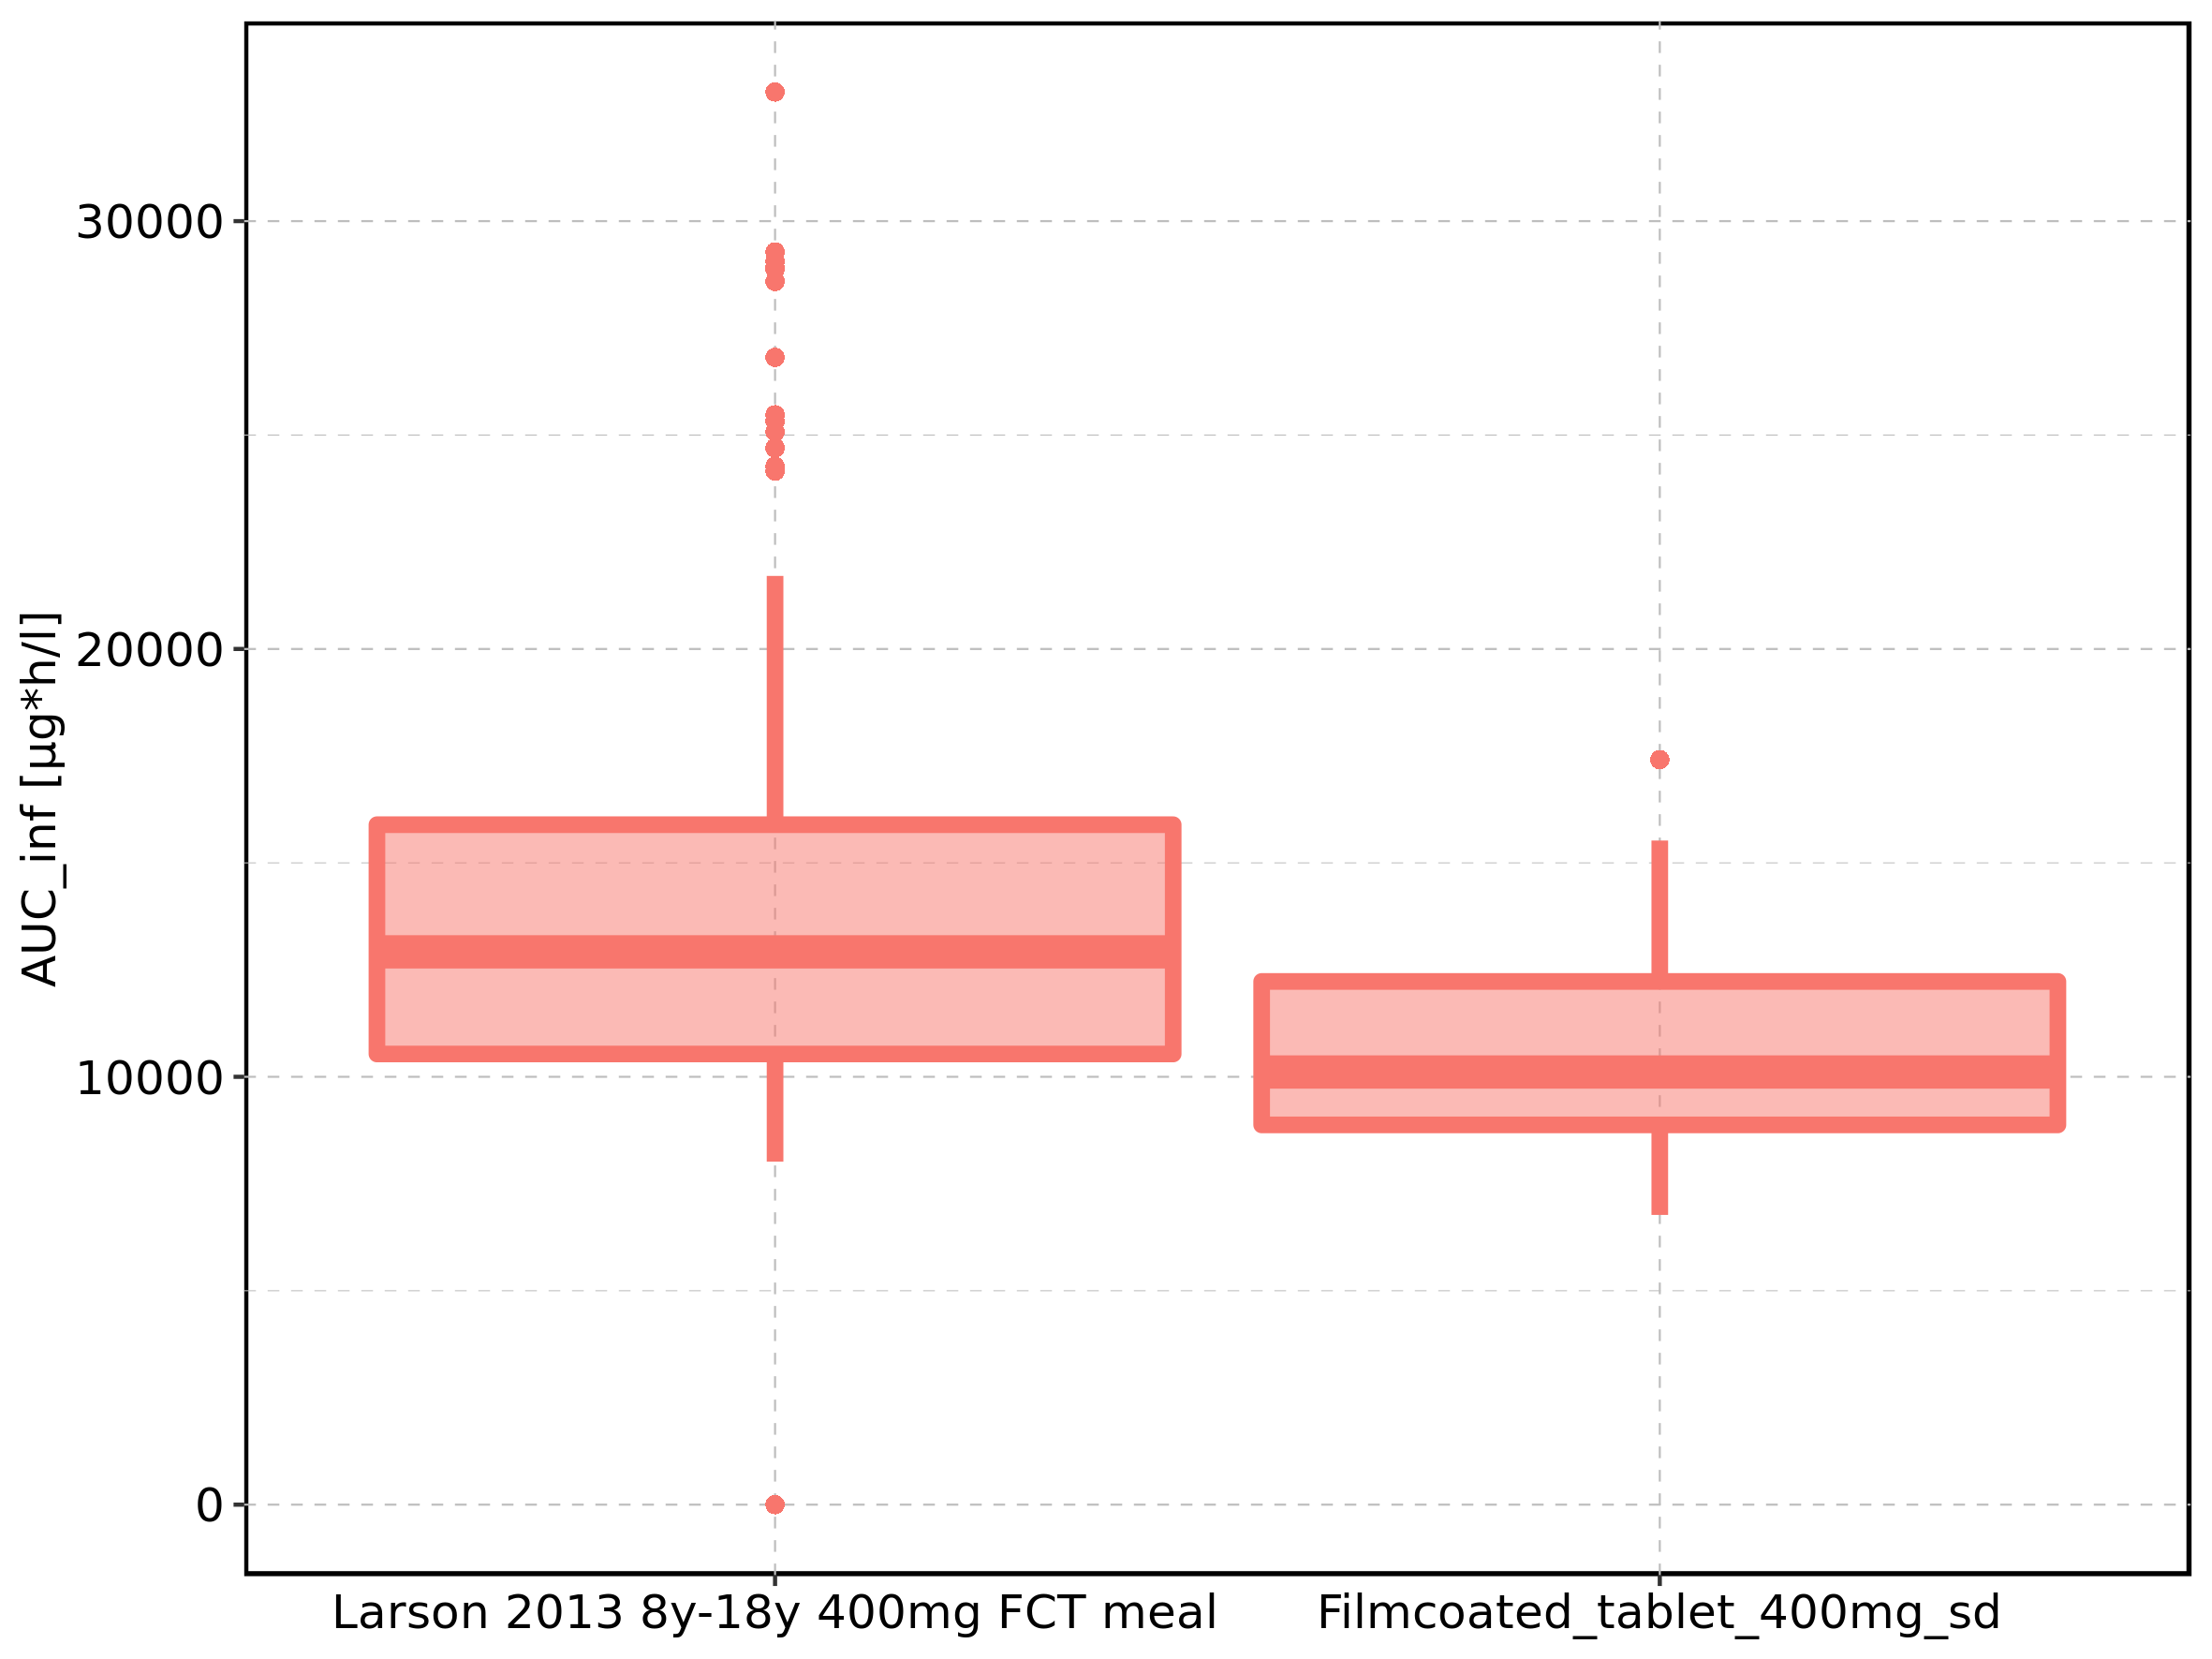 AUC_inf [µg*h/l]
30000
20000
10000
0
Larson 2013 8y-18y 400mg FCT meal
Filmcoated_tablet_400mg_sd